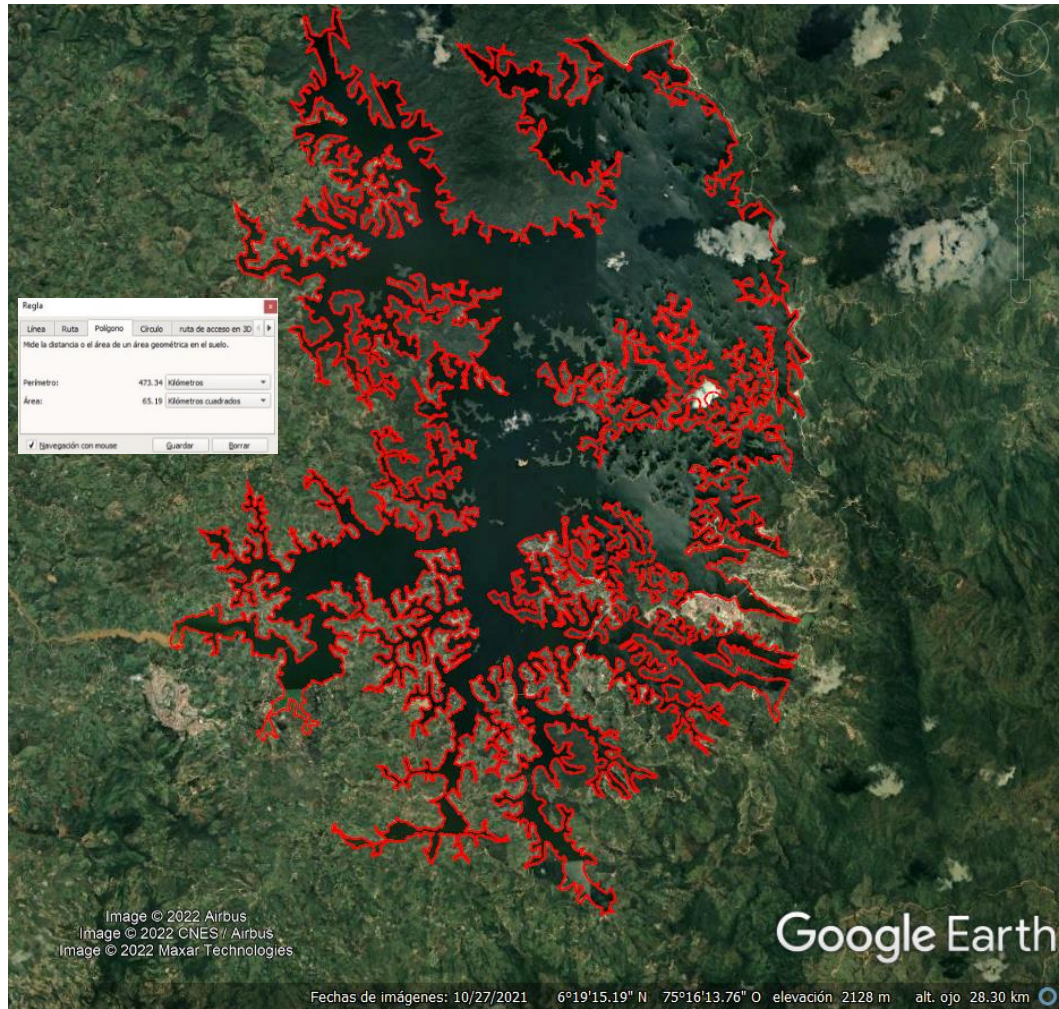 Regla
Línea Ruta Polígono Círculo ruta de acceso en 3D
Mide la distancia o el área de un área geométrica en el suelo.
Perímetro: 473.34 Kilómetros
Área: 65.19 Kilómetros cuadrados
Navegación con mouse Guardar Borrar
Image © 2022 Airbus
Image © 2022 CNES / Airbus
Image © 2022 Maxar Technologies
Google Earth
Fechas de imágenes: 10/27/2021 6°19'15.19" N 75°16'13.76" O elevación 2128 m alt. ojo 28.30 km